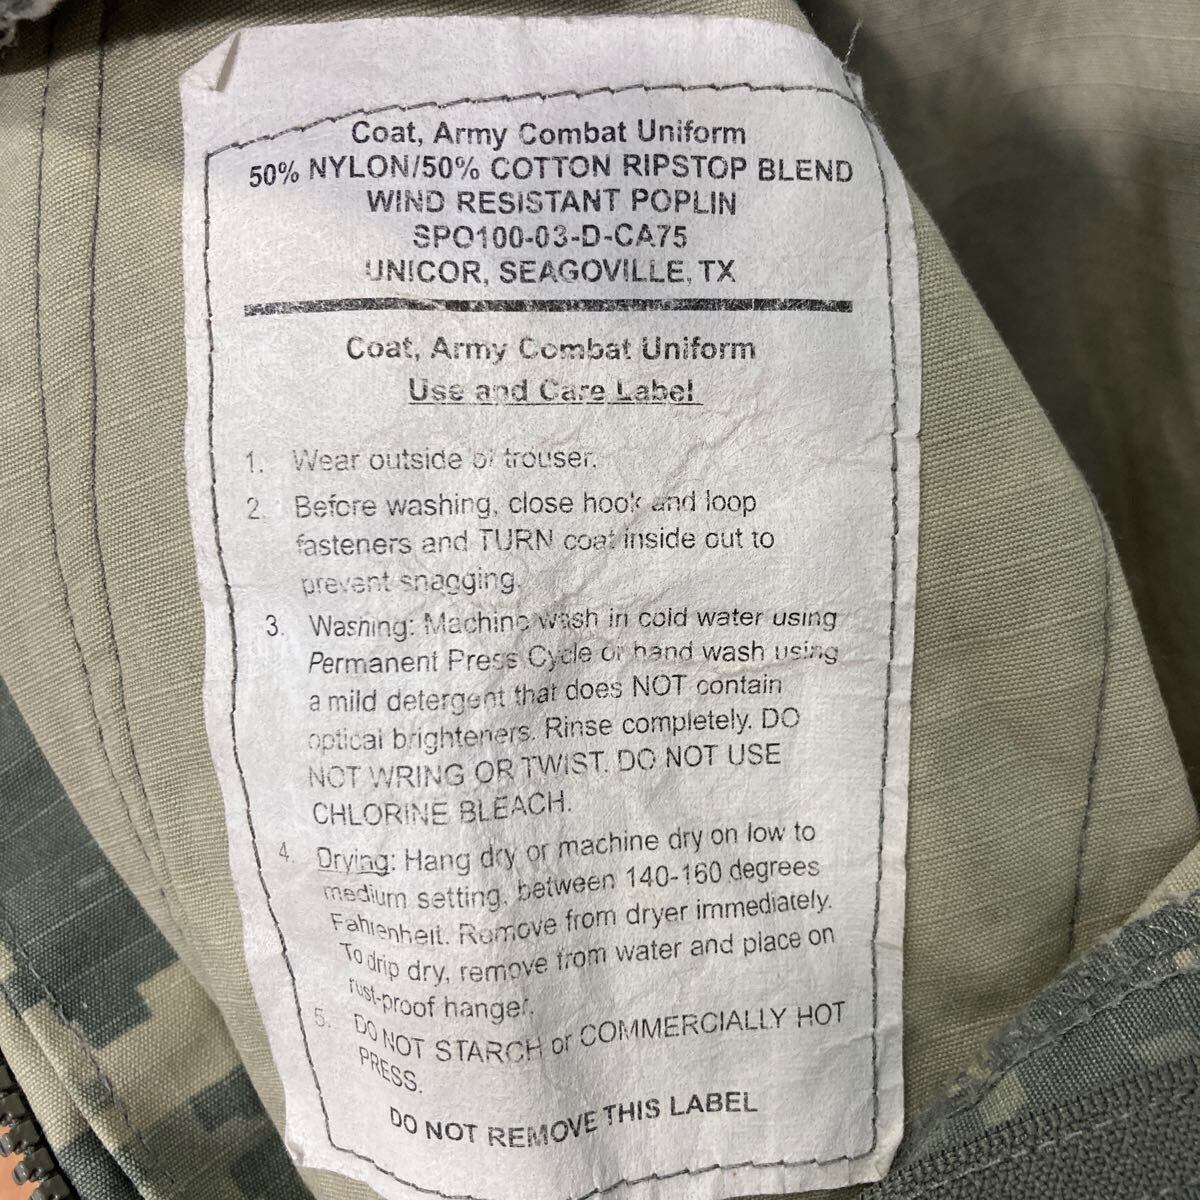 Coat, Army Combat Uniform
50% NYLON/50% COTTON RIPSTOP BLEND
WIND RESISTANT POPLIN
SPO100-03-D-CA75
UNICOR, SEAGOVILLE, TX
Coat, Army Combat Uniform
Use and Care Label
1. Wear outside of trouser.
2 Before washing, close hook and loop
fasteners and TURN coat inside out to
prevent snagging.
3. Washing: Machine wash in cold water using
Permanent Press Cycle or hand wash using
a mild detergent that does NOT contain
optical brighteners. Rinse completely. DO
NOT WRING OR TWIST. DO NOT USE
CHLORINE BLEACH.
4. Drying: Hang dry or machine dry on low to
medium setting, between 140-160 degrees
Fahrenheit. Remove from dryer immediately.
To drip dry, remove from water and place on
rust-proof hanger.
5. DO NOT STARCH or COMMERCIALLY HOT
PRESS.
DO NOT REMOVE THIS LABEL